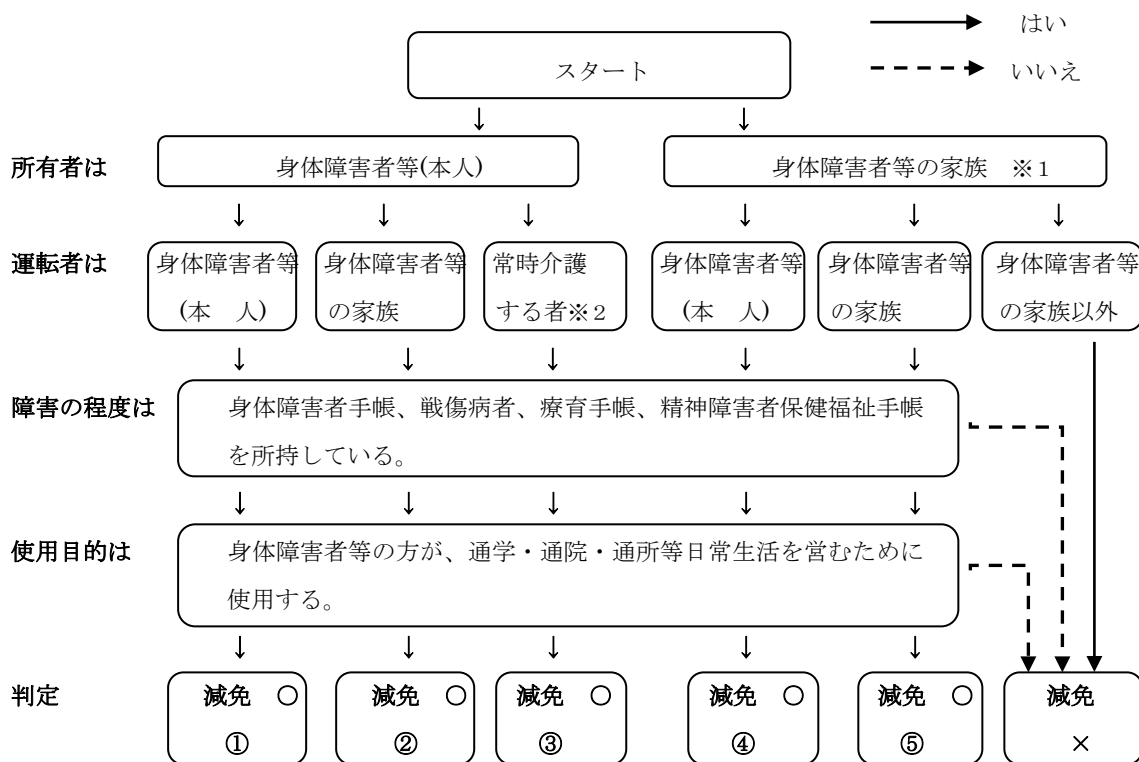 はい
スタート
いいえ
所有者は
身体障害者等(本人)
身体障害者等の家族　※１
運転者は
身体障害者等
(本　人)
身体障害者等
の家族
常時介護
する者※２
身体障害者等
(本　人)
身体障害者等
の家族
身体障害者等
の家族以外
障害の程度は
身体障害者手帳、戦傷病者、療育手帳、精神障害者保健福祉手帳
を所持している。
使用目的は
身体障害者等の方が、通学・通院・通所等日常生活を営むために
使用する。
判定
減免　○
①
減免　○
②
減免　○
③
減免　○
④
減免　○
⑤
減免
×